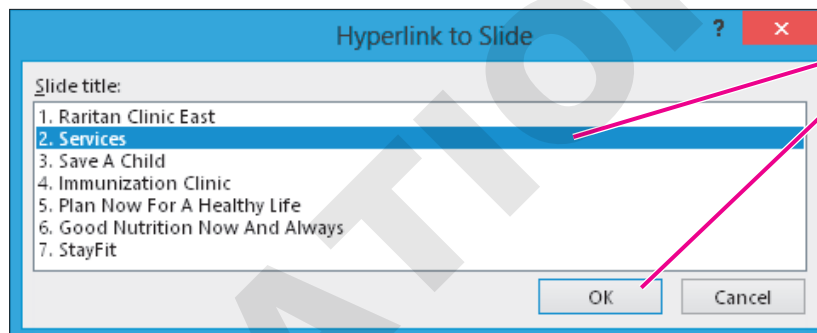 Hyperlink to Slide
?
Slide title:
1. Raritan Clinic East
2. Services
3. Save A Child
4. Immunization Clinic
5. Plan Now For A Healthy Life
6. Good Nutrition Now And Always
7. StayFit
OK Cancel
ATION